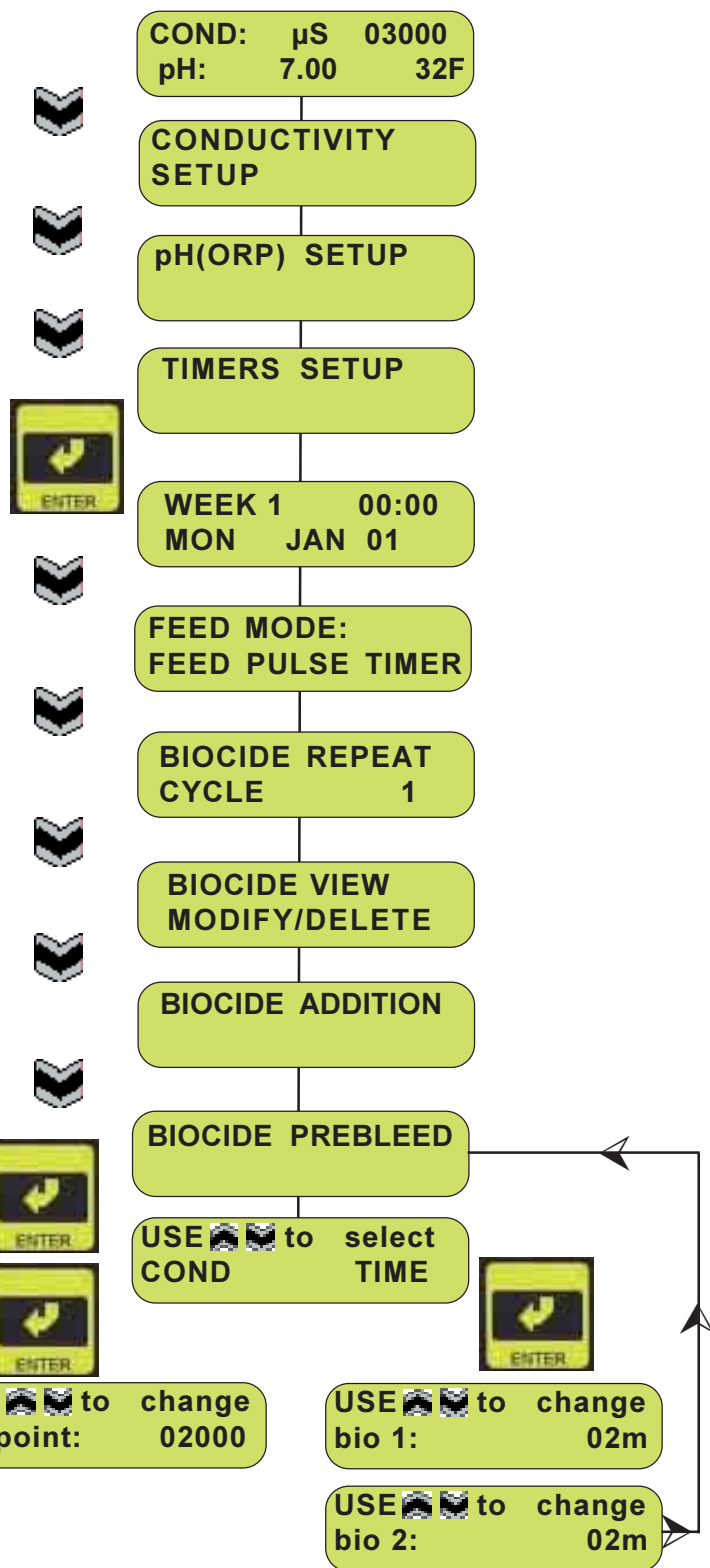 COND: µS 03000
pH: 7.00 32F
CONDUCTIVITY
SETUP
pH(ORP) SETUP
TIMERS SETUP
ENTER
WEEK 1 00:00
MON JAN 01
FEED MODE:
FEED PULSE TIMER
BIOCIDE REPEAT
CYCLE 1
BIOCIDE VIEW
MODIFY/DELETE
BIOCIDE ADDITION
BIOCIDE PREBLEED
ENTER
USE to select
COND TIME
ENTER
ENTER
to change
point: 02000
USE to change
bio 1: 02m
USE to change
bio 2: 02m